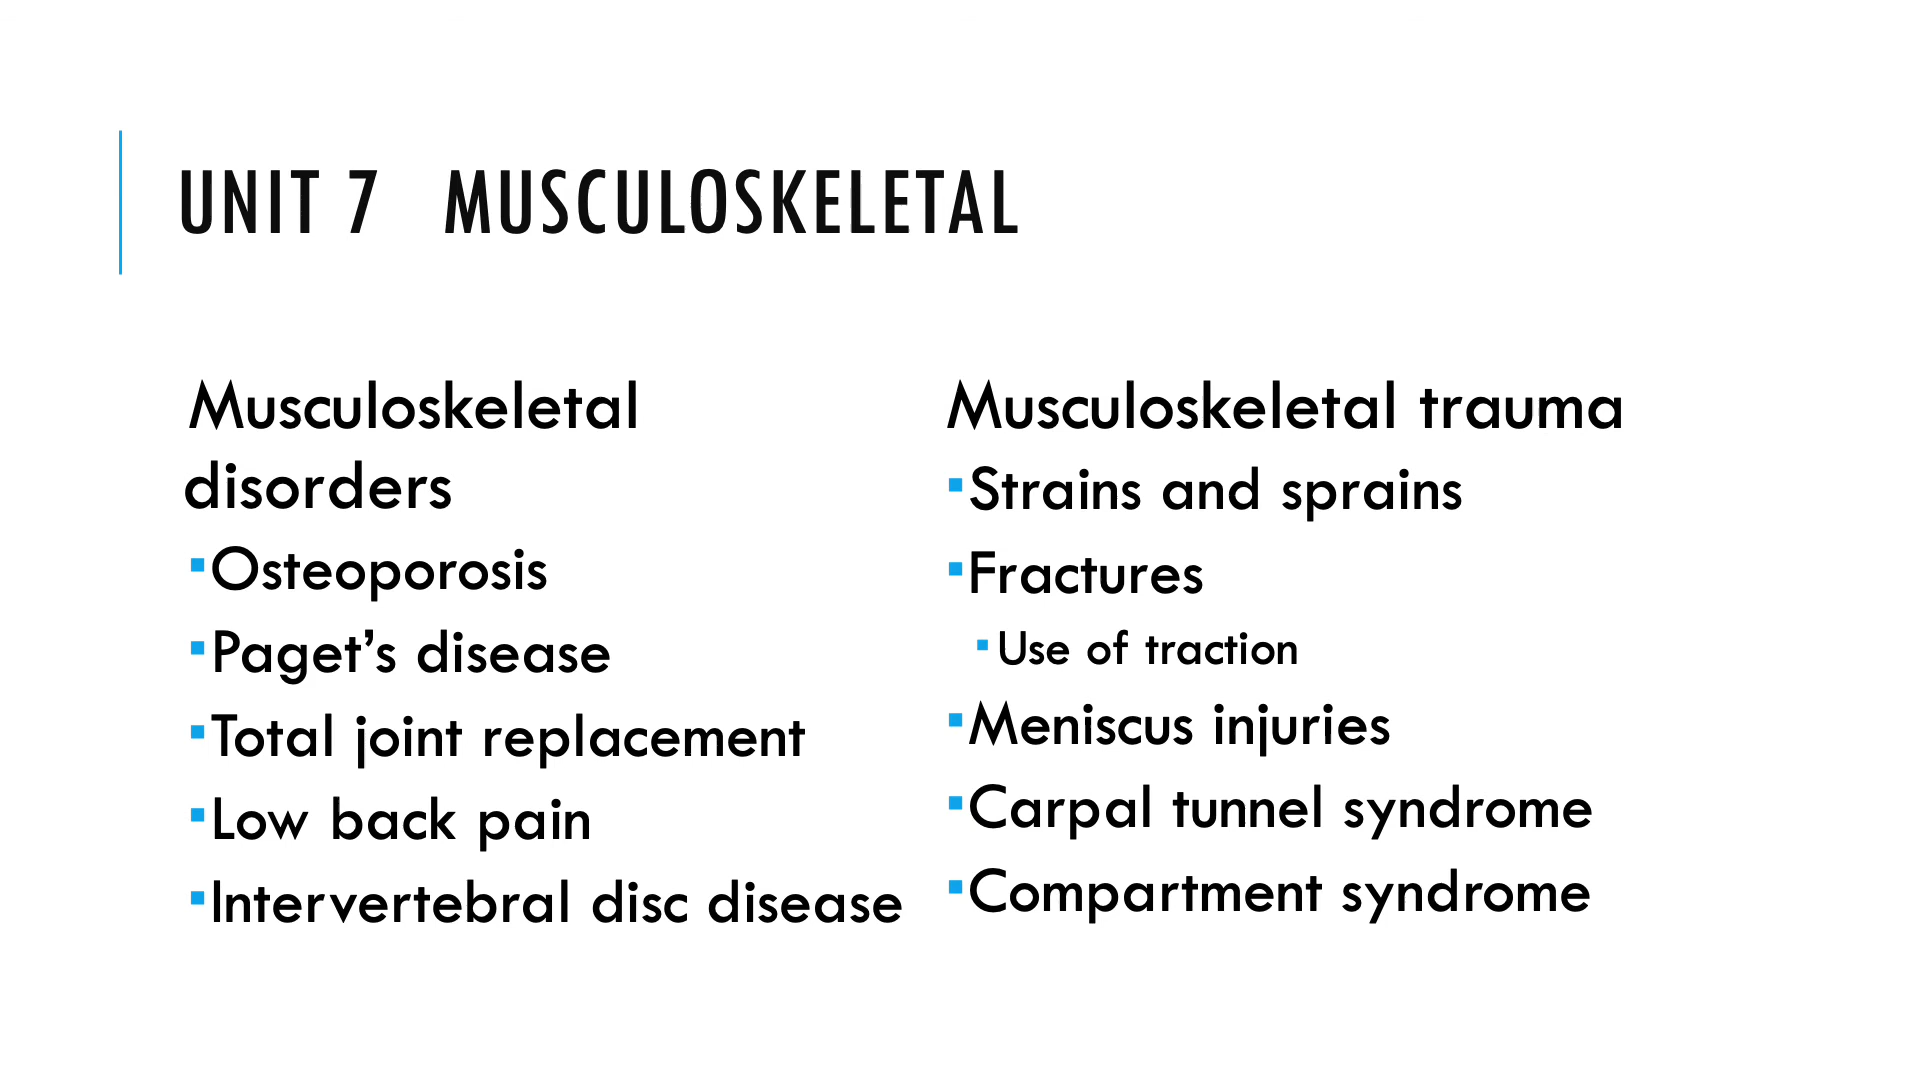 UNIT 7 MUSCULOSKELETAL
Musculoskeletal
disorders
▪Osteoporosis
▪Paget’s disease
▪Total joint replacement
▪Low back pain
▪Intervertebral disc disease
Musculoskeletal trauma
▪Strains and sprains
▪Fractures
▪Use of traction
▪Meniscus injuries
▪Carpal tunnel syndrome
▪Compartment syndrome